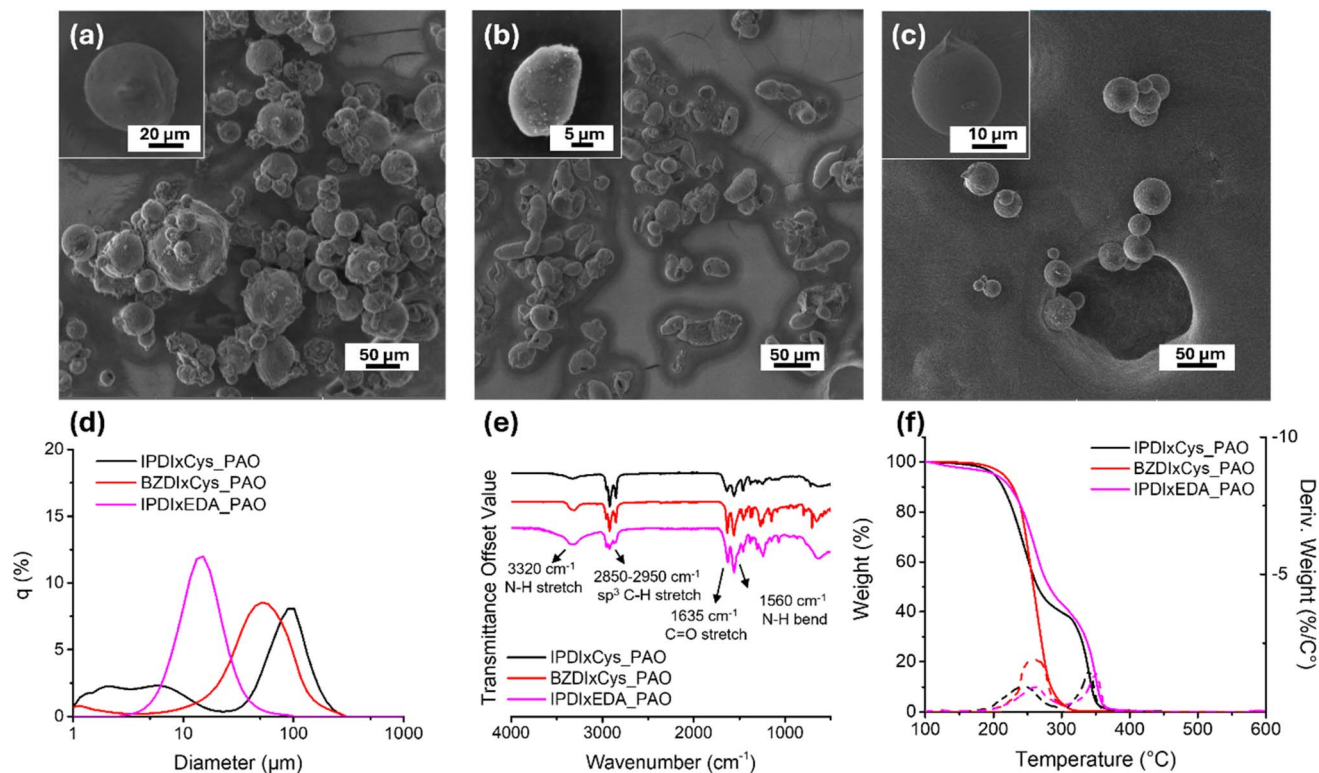 (a)
20 µm
50 µm
(b)
5 µm
50 µm
(c)
10 µm
50 µm
(d)
20
15
10
5
0
q (%)
IPDIxCys_PAO
BZDIxCys_PAO
IPDIxEDA_PAO
1
10
100
1000
Diameter (µm)
(e)
Transmittance Offset Value
3320 cm-1
N-H stretch
2850-2950 cm-1
sp3 C-H stretch
1635 cm-1
C=O stretch
1560 cm-1
N-H bend
IPDIxCys_PAO
BZDIxCys_PAO
IPDIxEDA_PAO
4000
3000
2000
1000
Wavenumber (cm-1)
(f)
IPDIxCys_PAO
BZDIxCys_PAO
IPDIxEDA_PAO
100
80
60
40
20
0
Weight (%)
-10
-5
0
Deriv. Weight (%/C°)
100
200
300
400
500
600
Temperature (°C)